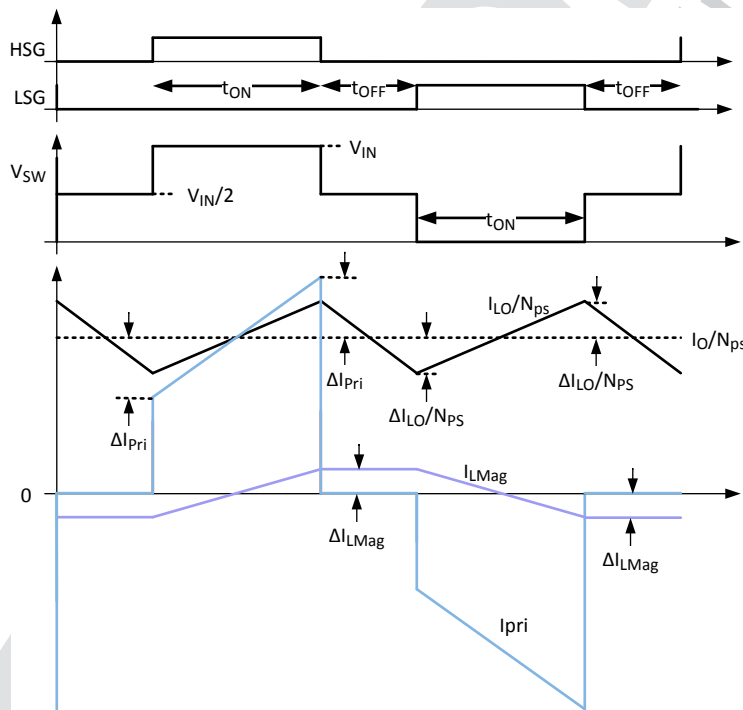 HSG
tON
tOFF
tOFF
LSG
VIN
VSW
VIN/2
tON
ILO/Nps
IO/Nps
ΔIPri
ΔILO/NPS
ΔILO/NPS
ΔIPri
ILMag
0
ΔILMag
ΔILMag
Ipri